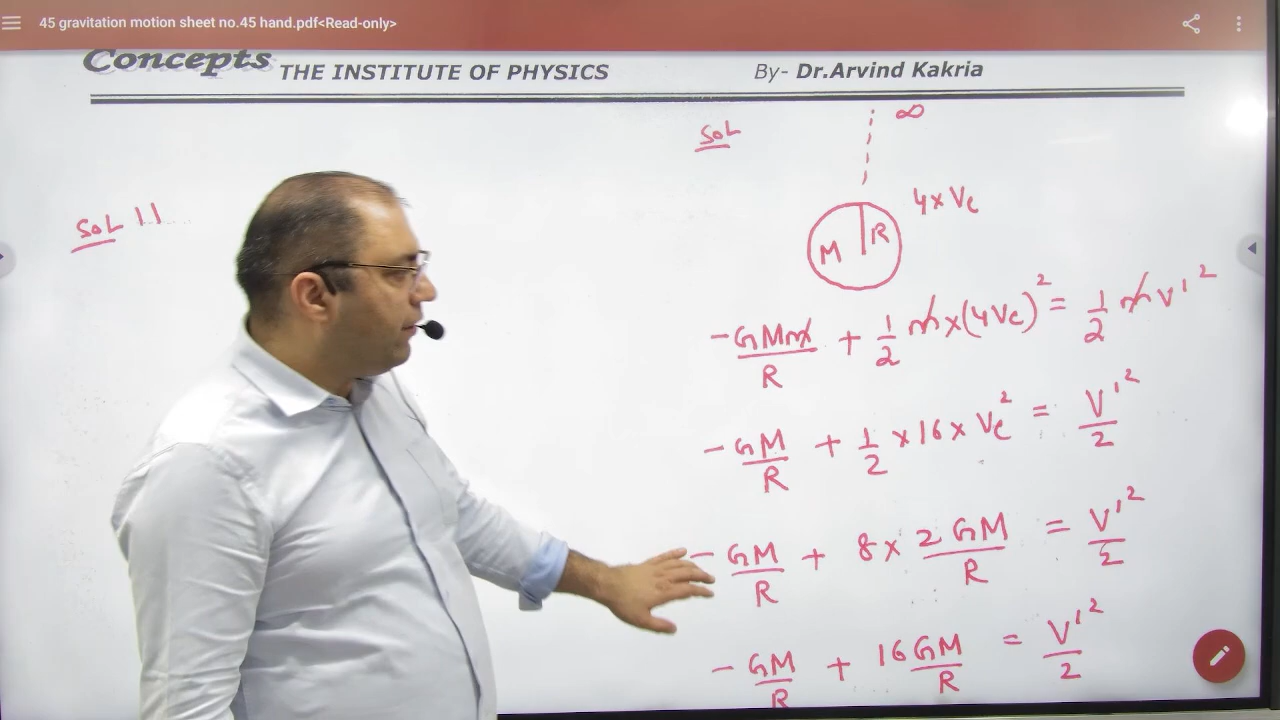 45 gravitation motion sheet no.45 hand.pdf<Read-only>
Concepts THE INSTITUTE OF PHYSICS By- Dr.Arvind Kakria
SOL ∞
SOL 11
4×Vc
M R
-GMm/R + 1/2 m×(4Vc)² = 1/2 mV'²
-GM/R + 1/2 ×16× Vc² = V'²/2
-GM/R + 8× 2GM/R = V'²/2
-GM/R + 16GM/R = V'²/2